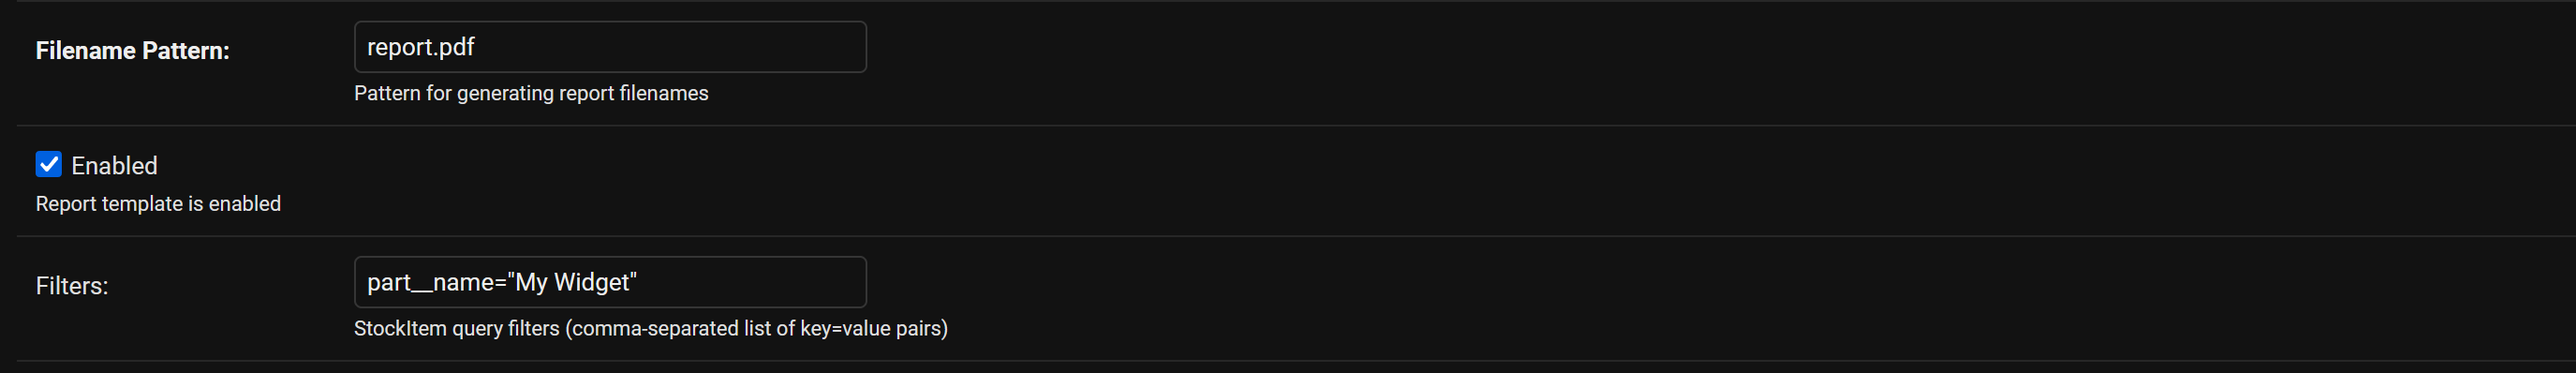 Filename Pattern:
report.pdf
Pattern for generating report filenames
Enabled
Report template is enabled
Filters:
part__name="My Widget"
StockItem query filters (comma-separated list of key=value pairs)